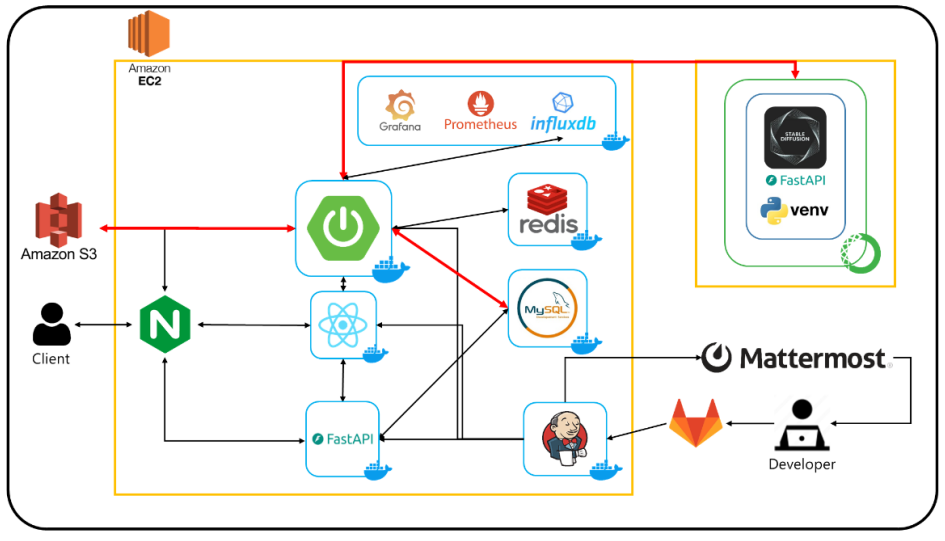 Amazon
EC2
Grafana
Prometheus
influxdb
STABLE
DIFFUSION
FastAPI
venv
redis
Amazon S3
MySQL
N
Client
Mattermost
FastAPI
Developer